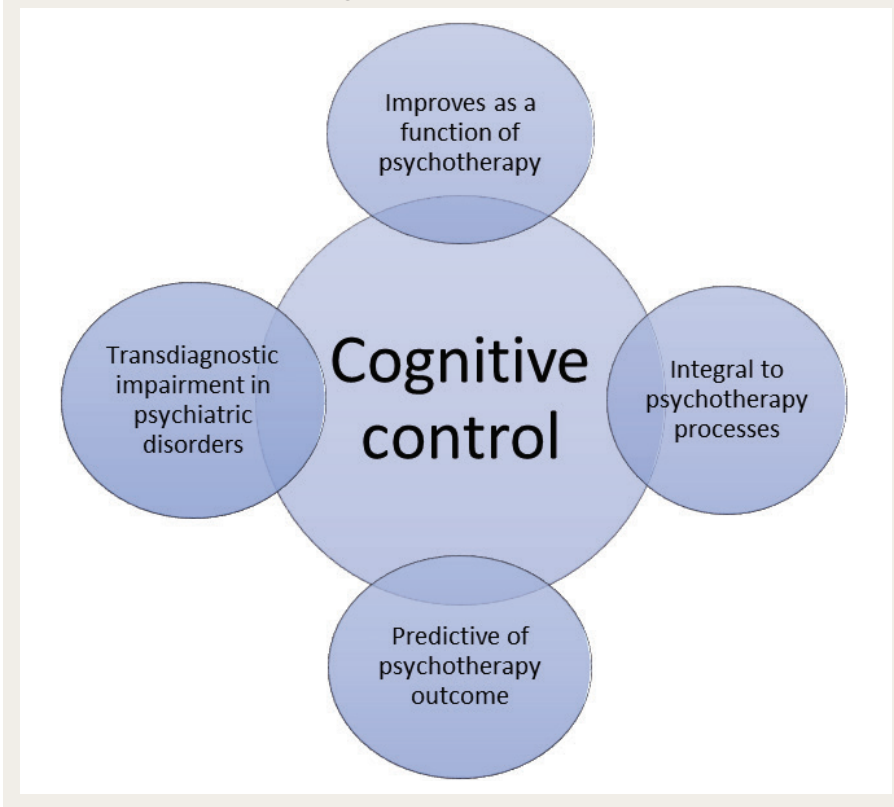 Improves as a
function of
psychotherapy
Transdiagnostic
impairment in
psychiatric
disorders
Cognitive
control
Integral to
psychotherapy
processes
Predictive of
psychotherapy
outcome